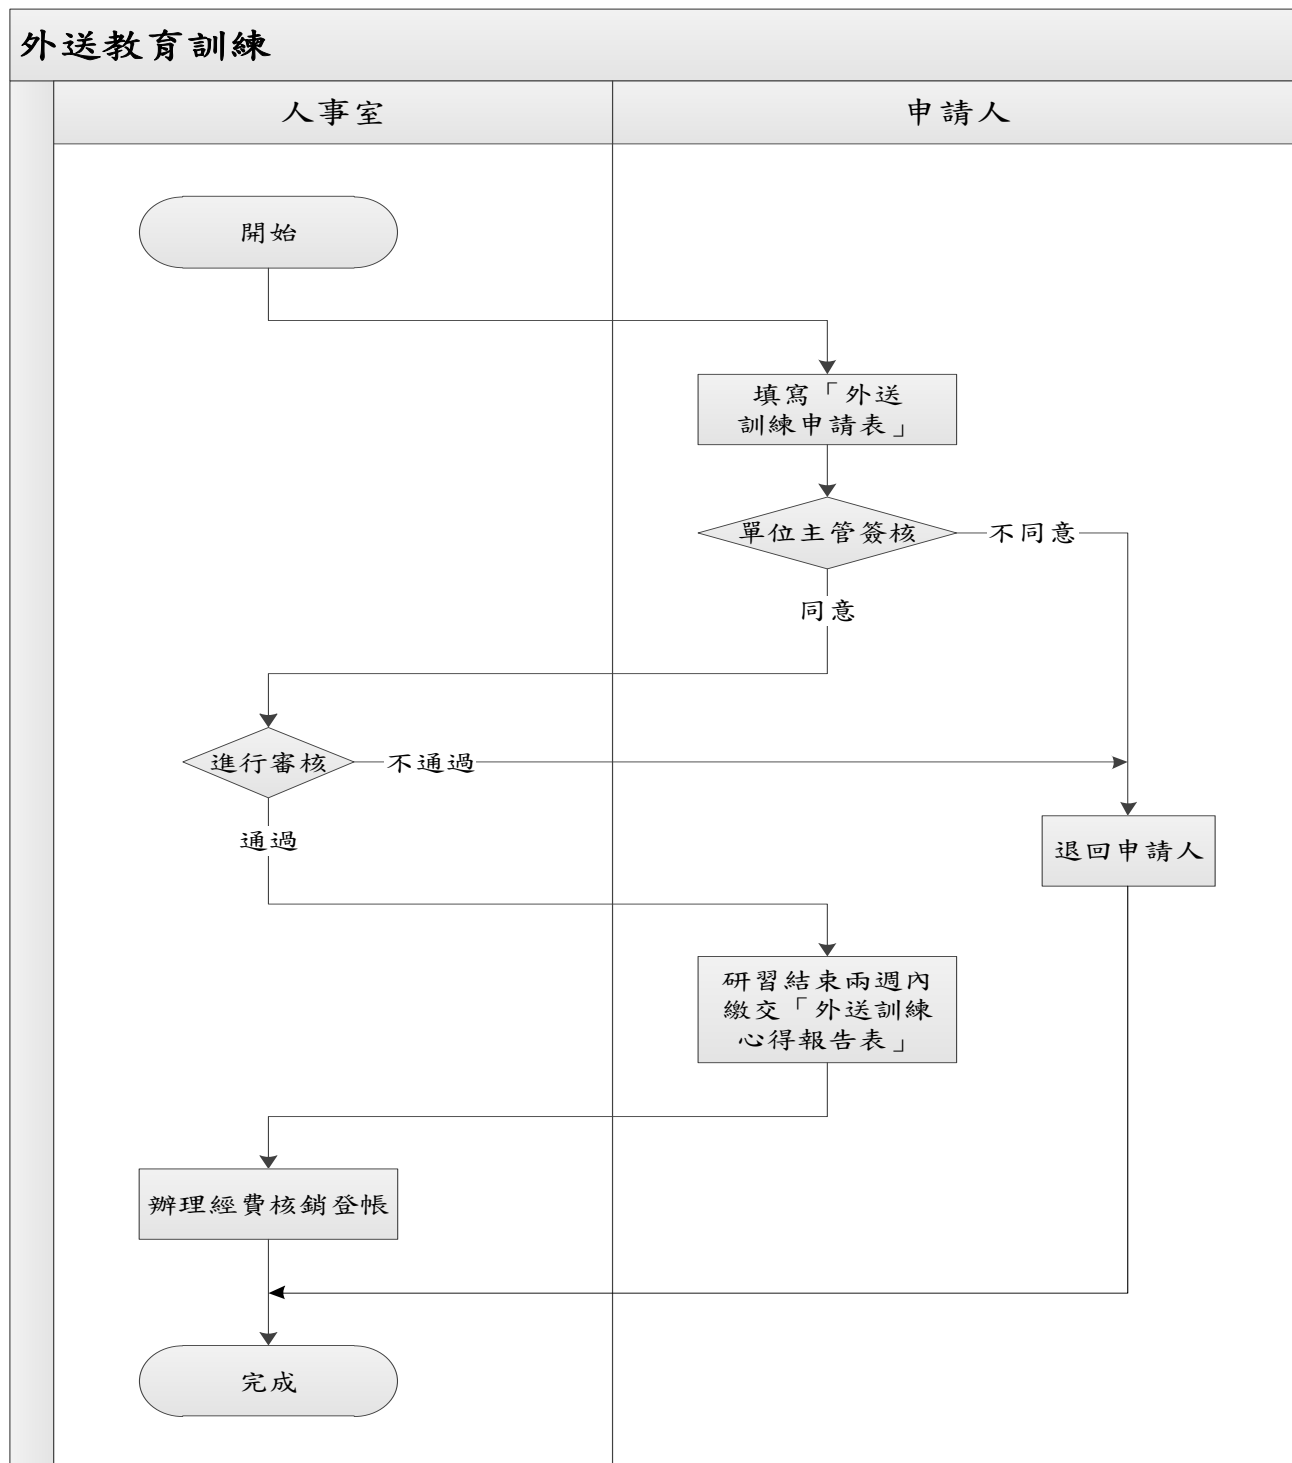 外送教育訓練
人事室
申請人
開始
填寫「外送
訓練申請表」
單位主管簽核
不同意
同意
進行審核
不通過
通過
退回申請人
研習結束兩週內
繳交「外送訓練
心得報告表」
辦理經費核銷登帳
完成